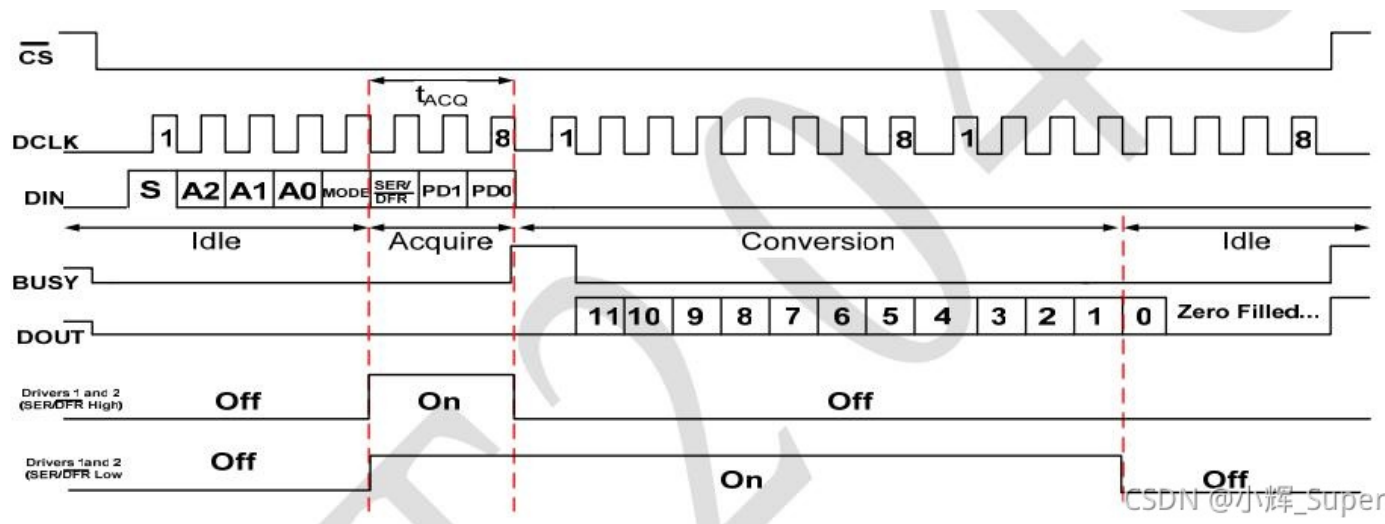 CS
tACQ
DCLK 1 8 1 8 1 8
DIN S A2 A1 A0 MODE SER/DFR PD1 PD0
Idle Acquire Conversion Idle
BUSY
DOUT 11 10 9 8 7 6 5 4 3 2 1 0 Zero Filled...
Drivers 1 and 2
(SER/DFR High) Off On Off
Drivers 1and 2
(SER/DFR Low Off On Off
CSDN @小辉_Super